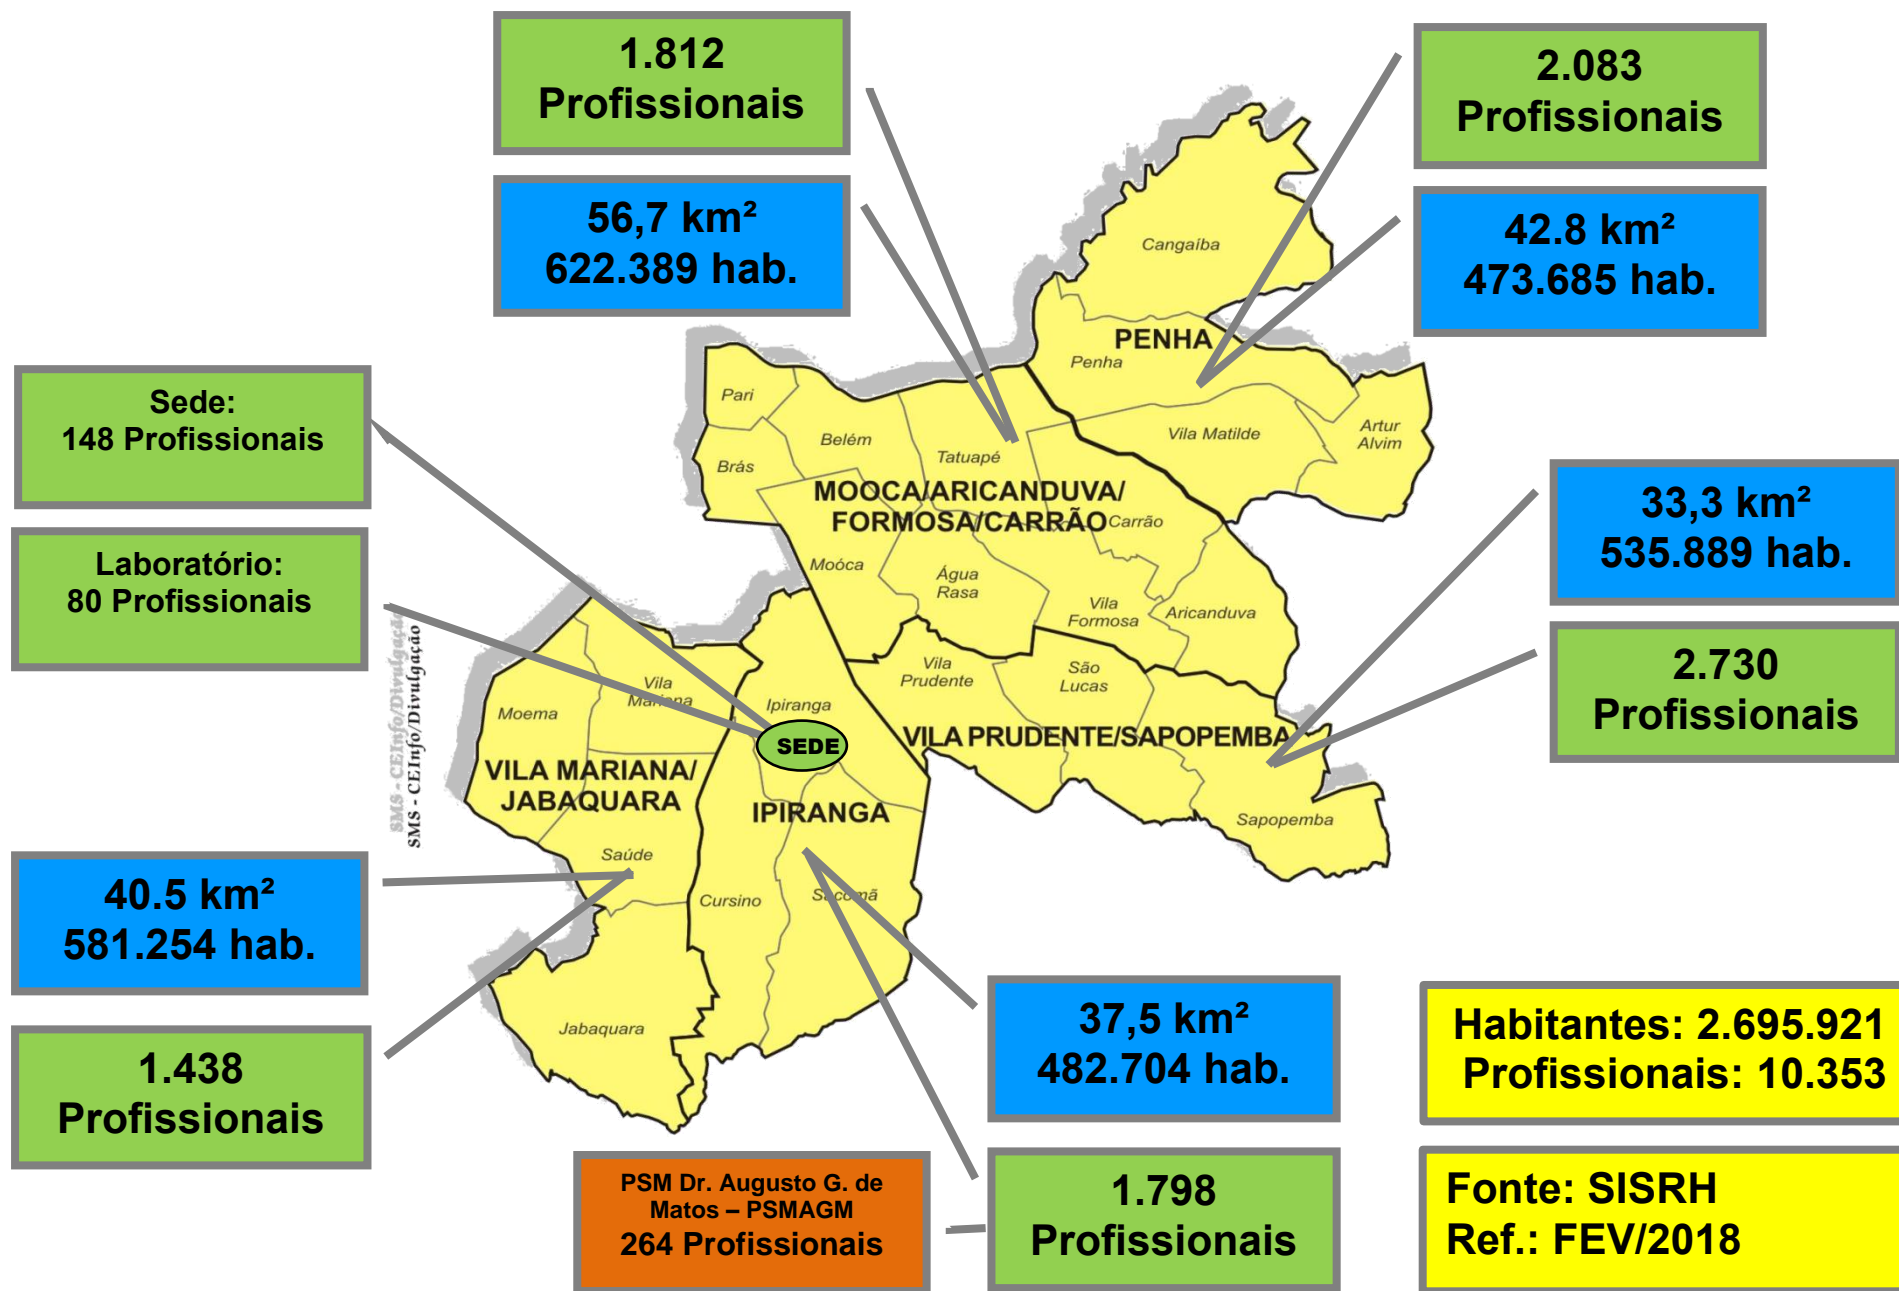 1.812
Profissionais
2.083
Profissionais
56,7 km²
622.389 hab.
42.8 km²
473.685 hab.
Cangaíba
PENHA
Penha
Sede:
148 Profissionais
Pari
Belém
Tatuapé
Vila Matilde
Artur
Alvim
Brás
MOOCA/ARICANDUVA/
FORMOSA/CARRÃO
Carrão
33,3 km²
535.889 hab.
Laboratório:
80 Profissionais
Moóca
Água
Rasa
Vila
Formosa
Aricanduva
SMS - CEInfo/Divulgação
SMS - CEInfo/Divulgação
Vila
Prudente
São
Lucas
2.730
Profissionais
Vila
Mariana
Moema
Ipiranga
SEDE
VILA PRUDENTE/SAPOPEMBA
VILA MARIANA/
JABAQUARA
IPIRANGA
Sapopemba
Saúde
40.5 km²
581.254 hab.
Cursino
Sacomã
Jabaquara
37,5 km²
482.704 hab.
Habitantes: 2.695.921
Profissionais: 10.353
1.438
Profissionais
PSM Dr. Augusto G. de
Matos – PSMAGM
264 Profissionais
1.798
Profissionais
Fonte: SISRH
Ref.: FEV/2018